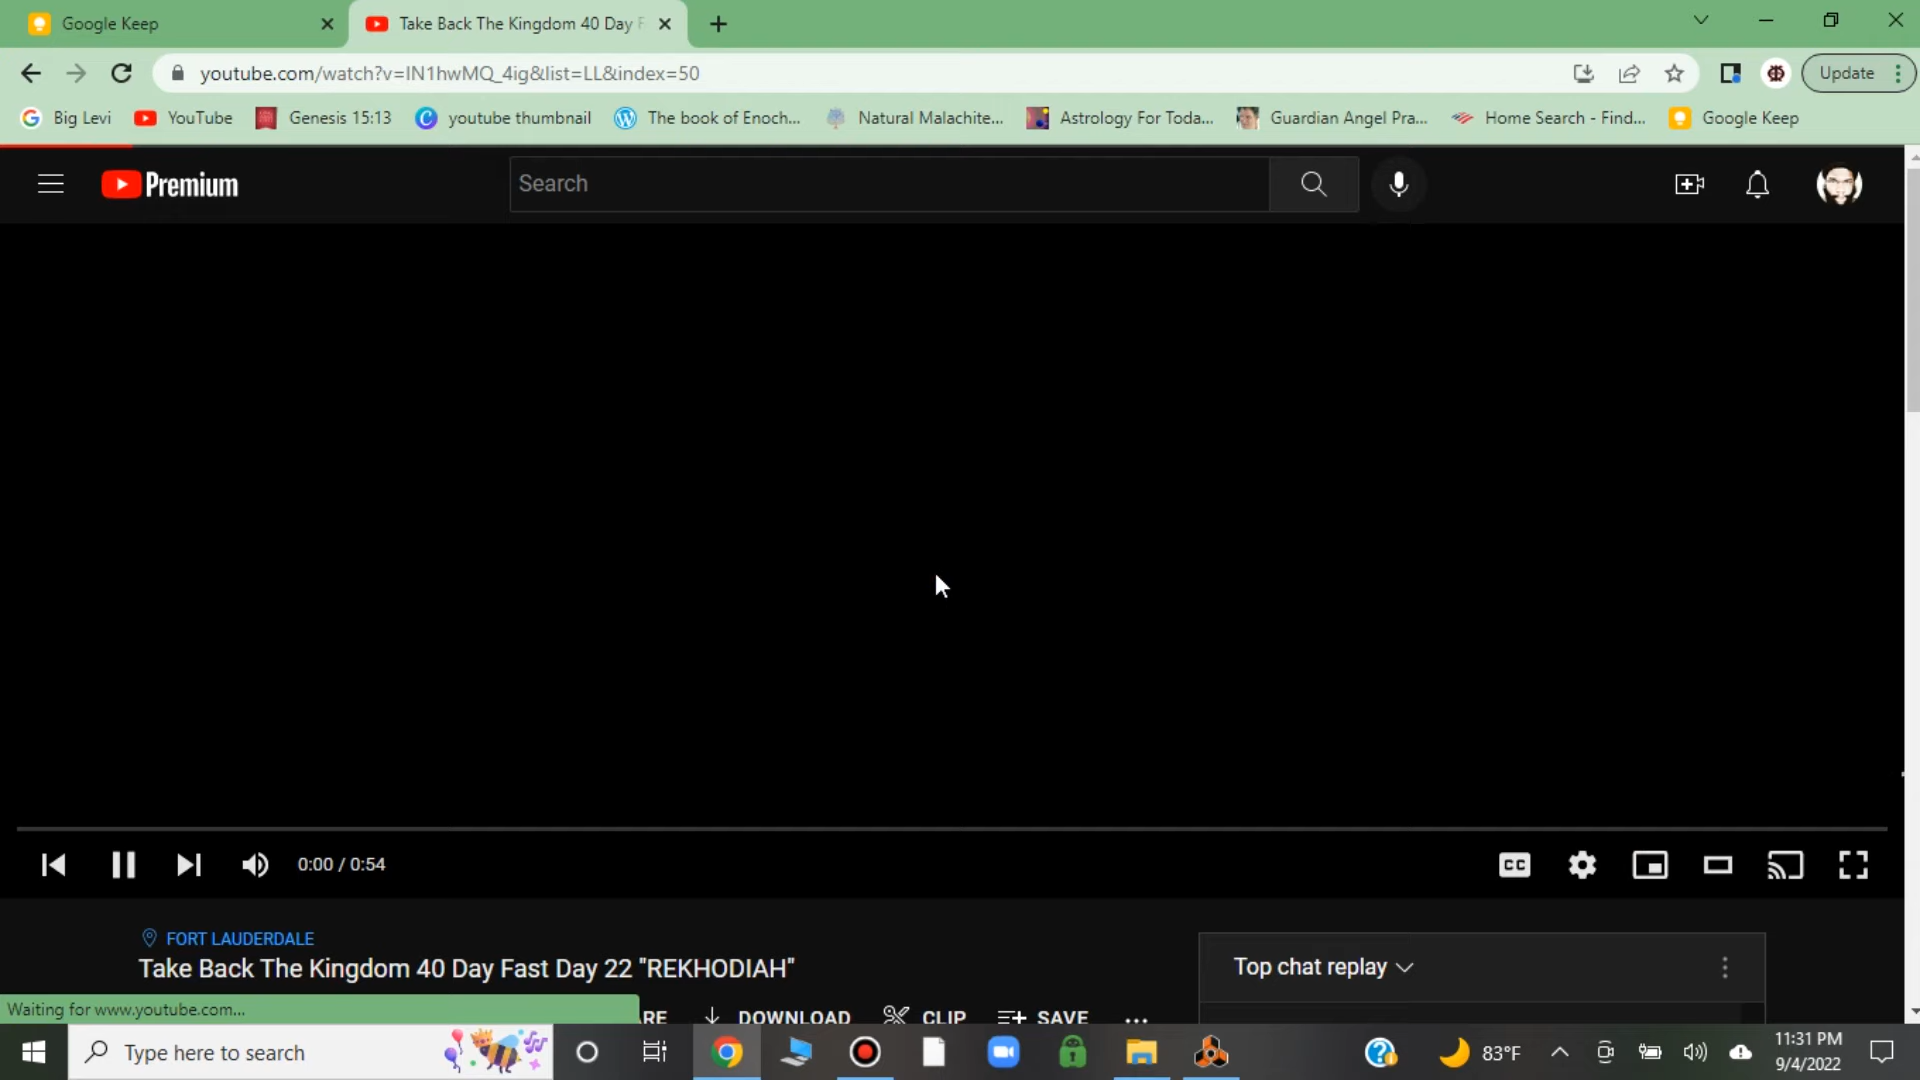 Google Keep
Take Back The Kingdom 40 Day F
youtube.com/watch?v=IN1hwMQ_4ig&list=LL&index=50
Update
Big Levi
YouTube
Genesis 15:13
youtube thumbnail
The book of Enoch...
Natural Malachite...
Astrology For Toda...
Guardian Angel Pra...
Home Search - Find...
Google Keep
Premium
Search
0:00 / 0:54
CC
FORT LAUDERDALE
Take Back The Kingdom 40 Day Fast Day 22 "REKHODIAH"
Top chat replay
Waiting for www.youtube.com...
RE
DOWNLOAD
CLIP
SAVE
Type here to search
83°F
11:31 PM
9/4/2022